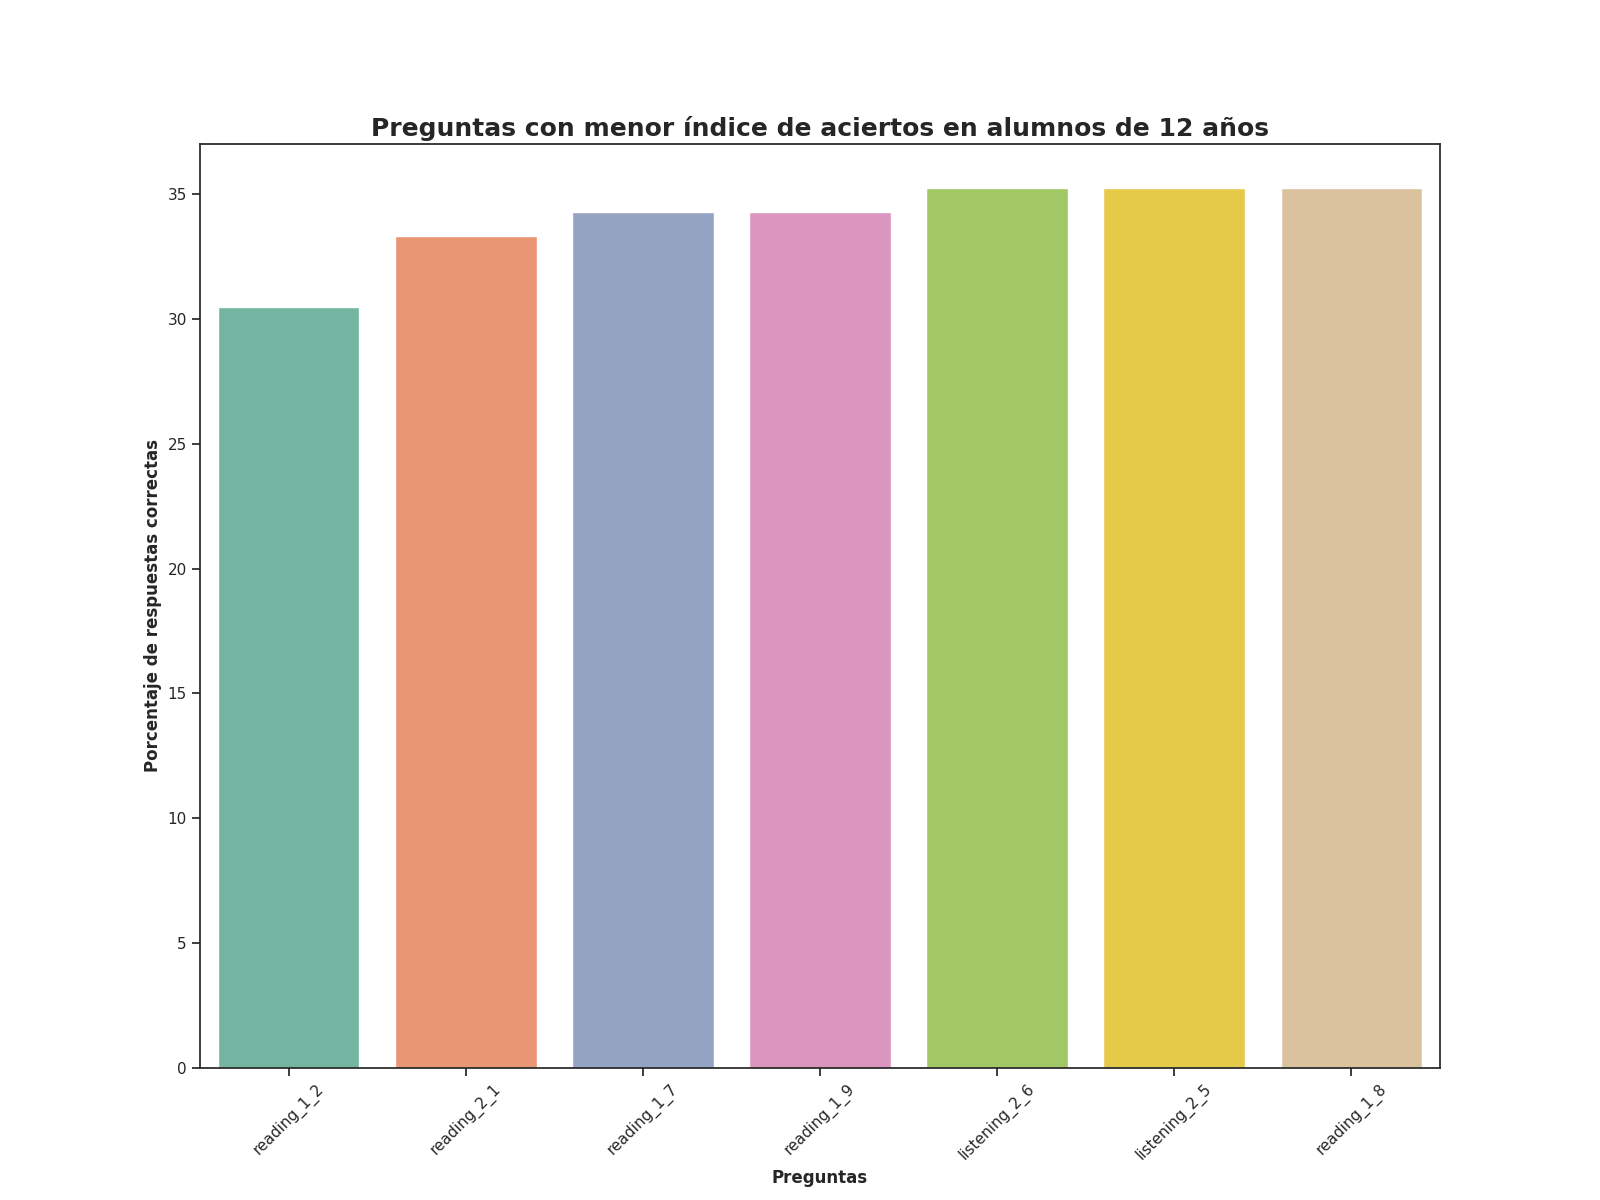 Preguntas con menor índice de aciertos en alumnos de 12 años
Porcentaje de respuestas correctas
35
30
25
20
15
10
5
0
reading_1_2
reading_2_1
reading_1_7
reading_1_9
listening_2_6
listening_2_5
reading_1_8
Preguntas